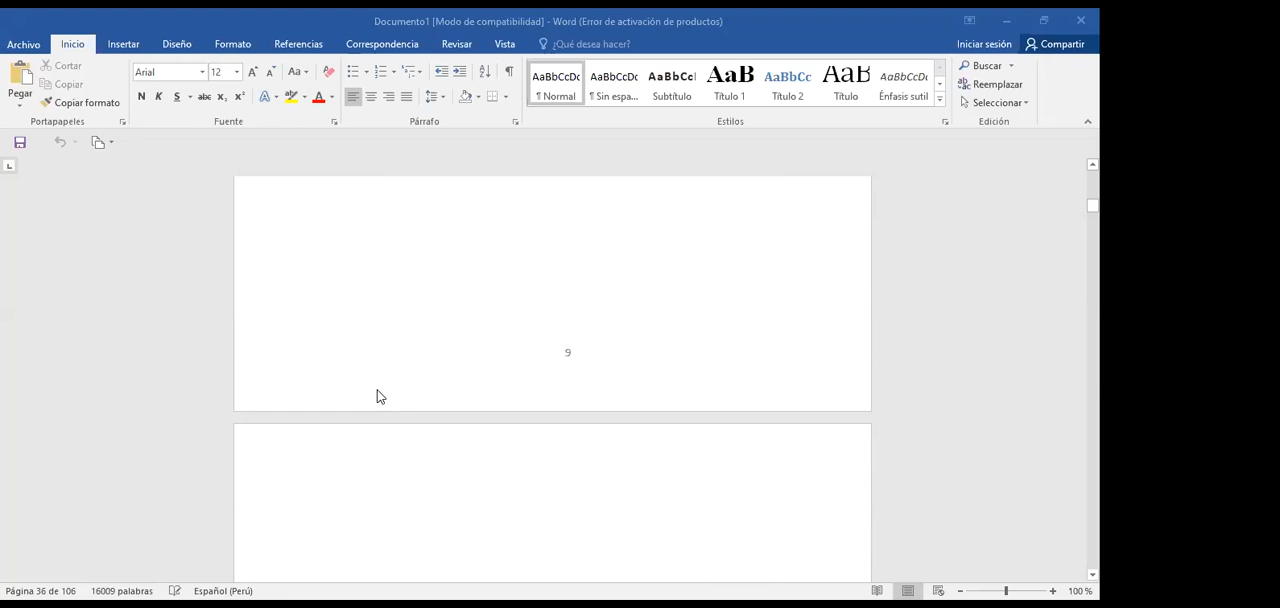 Documento1 [Modo de compatibilidad] - Word (Error de activación de productos)
Archivo Inicio Insertar Diseño Formato Referencias Correspondencia Revisar Vista ¿Qué desea hacer? Iniciar sesión Compartir
Pegar
Cortar
Copiar
Copiar formato
Portapapeles
Arial 12 Aa
N K S abc x, x' A A
Fuente
Párrafo
AaBbCcDc AaBbCcDc AaBbCcI AaB AaBbCc AaB AaBbCcDc
¶ Normal ¶ Sin espa... Subtítulo Título 1 Título 2 Título Énfasis sutil
Estilos
Buscar
Reemplazar
Seleccionar
Edición
9
Página 36 de 106 16009 palabras Español (Perú) 100 %